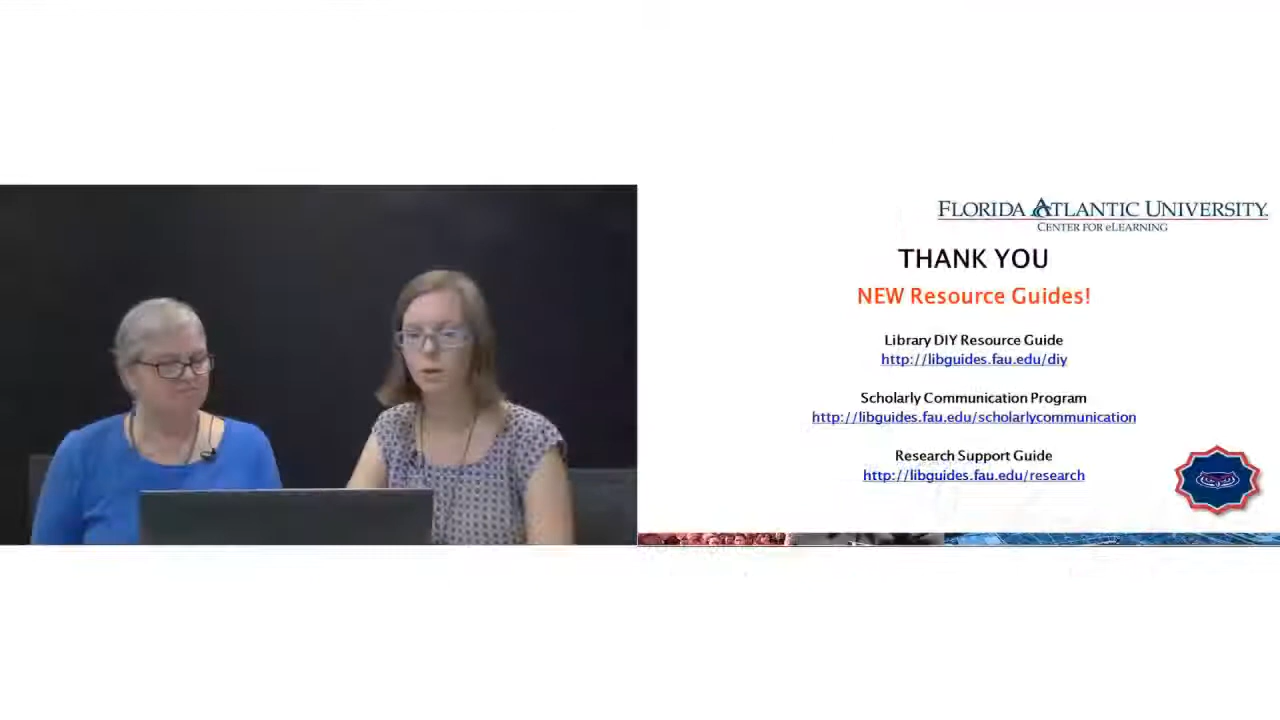 FLORIDA ATLANTIC UNIVERSITY.
CENTER FOR eLEARNING
THANK YOU
NEW Resource Guides!
Library DIY Resource Guide
http://libguides.fau.edu/diy
Scholarly Communication Program
http://libguides.fau.edu/scholarlycommunication
Research Support Guide
http://libguides.fau.edu/research